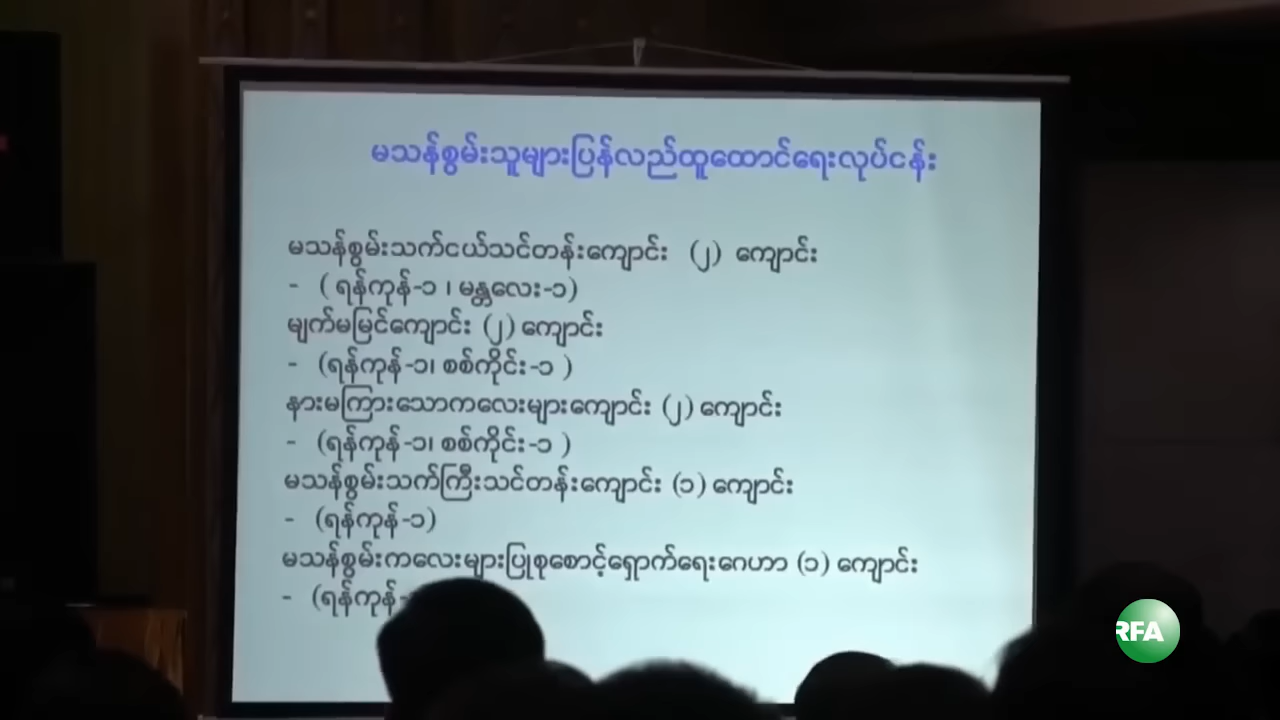 မသန်စွမ်းသူများပြန်လည်ထူထောင်ရေးလုပ်ငန်း
မသန်စွမ်းသက်ငယ်သင်တန်းကျောင်း (၂) ကျောင်း
- ( ရန်ကုန်-၁ ၊ မန္တလေး-၁)
မျက်မမြင်ကျောင်း (၂) ကျောင်း
- (ရန်ကုန်-၁၊ စစ်ကိုင်း-၁ )
နားမကြားသောကလေးများကျောင်း (၂) ကျောင်း
- (ရန်ကုန်-၁၊ စစ်ကိုင်း-၁ )
မသန်စွမ်းသက်ကြီးသင်တန်းကျောင်း (၁) ကျောင်း
- (ရန်ကုန်-၁)
မသန်စွမ်းကလေးများပြုစုစောင့်ရှောက်ရေးဂေဟာ (၁) ကျောင်း
- (ရန်ကုန်-
RFA